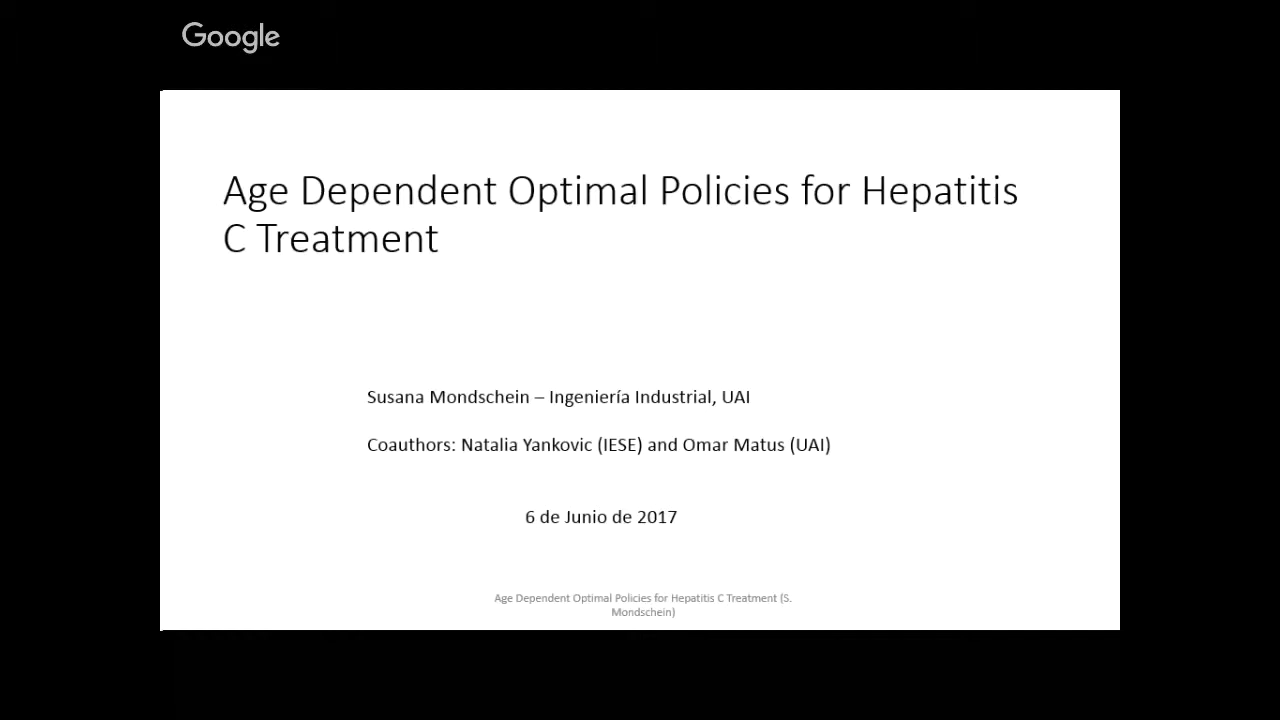 Google
Age Dependent Optimal Policies for Hepatitis
C Treatment
Susana Mondschein – Ingeniería Industrial, UAI
Coauthors: Natalia Yankovic (IESE) and Omar Matus (UAI)
6 de Junio de 2017
Age Dependent Optimal Policies for Hepatitis C Treatment (S.
Mondschein)